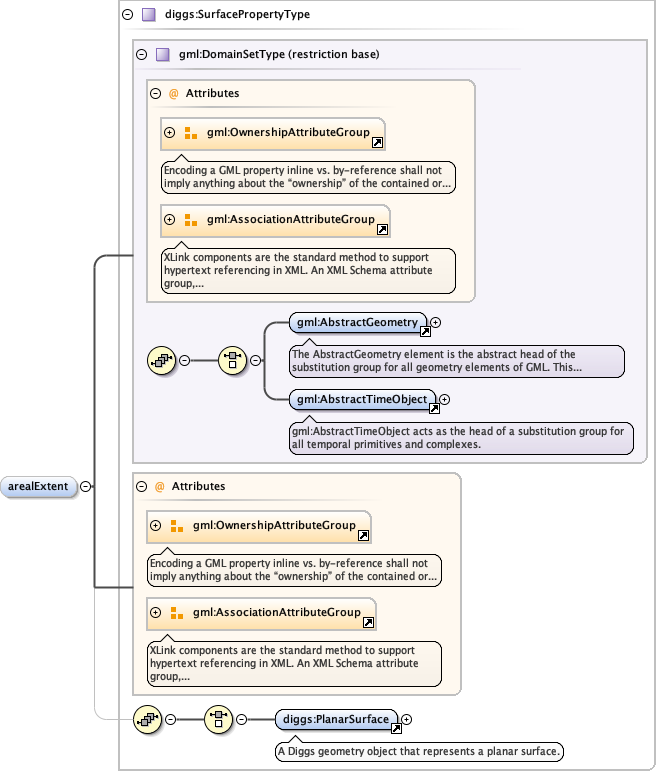 diggs:SurfacePropertyType
gml:DomainSetType (restriction base)
@ Attributes
gml:OwnershipAttributeGroup
Encoding a GML property inline vs. by-reference shall not
imply anything about the “ownership” of the contained or...
gml:AssociationAttributeGroup
XLink components are the standard method to support
hypertext referencing in XML. An XML Schema attribute
group,...
gml:AbstractGeometry
The AbstractGeometry element is the abstract head of the
substitution group for all geometry elements of GML. This...
gml:AbstractTimeObject
gml:AbstractTimeObject acts as the head of a substitution group for
all temporal primitives and complexes.
arealExtent
@ Attributes
gml:OwnershipAttributeGroup
Encoding a GML property inline vs. by-reference shall not
imply anything about the “ownership” of the contained or...
gml:AssociationAttributeGroup
XLink components are the standard method to support
hypertext referencing in XML. An XML Schema attribute
group,...
diggs:PlanarSurface
A Diggs geometry object that represents a planar surface.